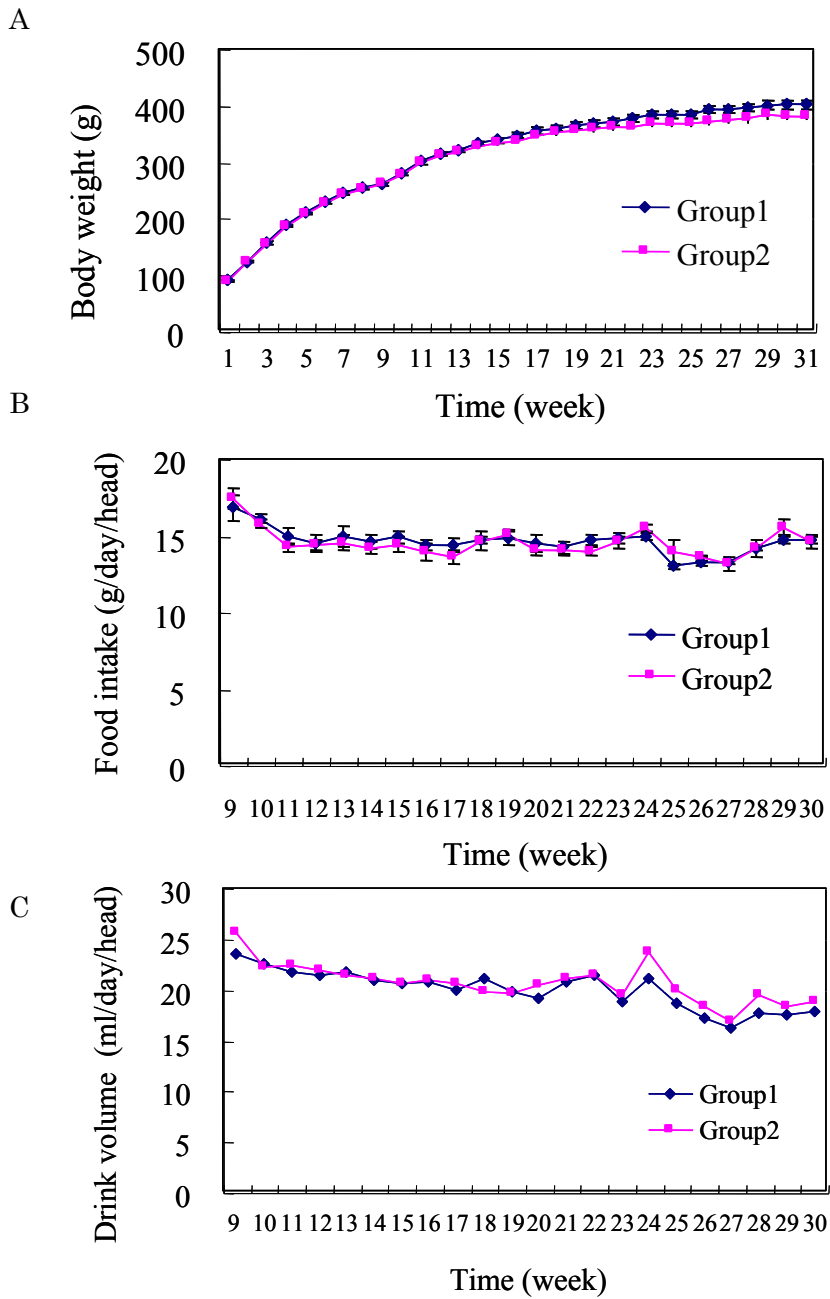 A
500
400
300
200
100
0
Body weight (g)
Group1
Group2
1 3 5 7 9 11 13 15 17 19 21 23 25 27 29 31
Time (week)
B
20
15
10
5
0
Food intake (g/day/head)
Group1
Group2
9 10 11 12 13 14 15 16 17 18 19 20 21 22 23 24 25 26 27 28 29 30
Time (week)
C
30
25
20
15
10
5
0
Drink volume (ml/day/head)
Group1
Group2
9 10 11 12 13 14 15 16 17 18 19 20 21 22 23 24 25 26 27 28 29 30
Time (week)